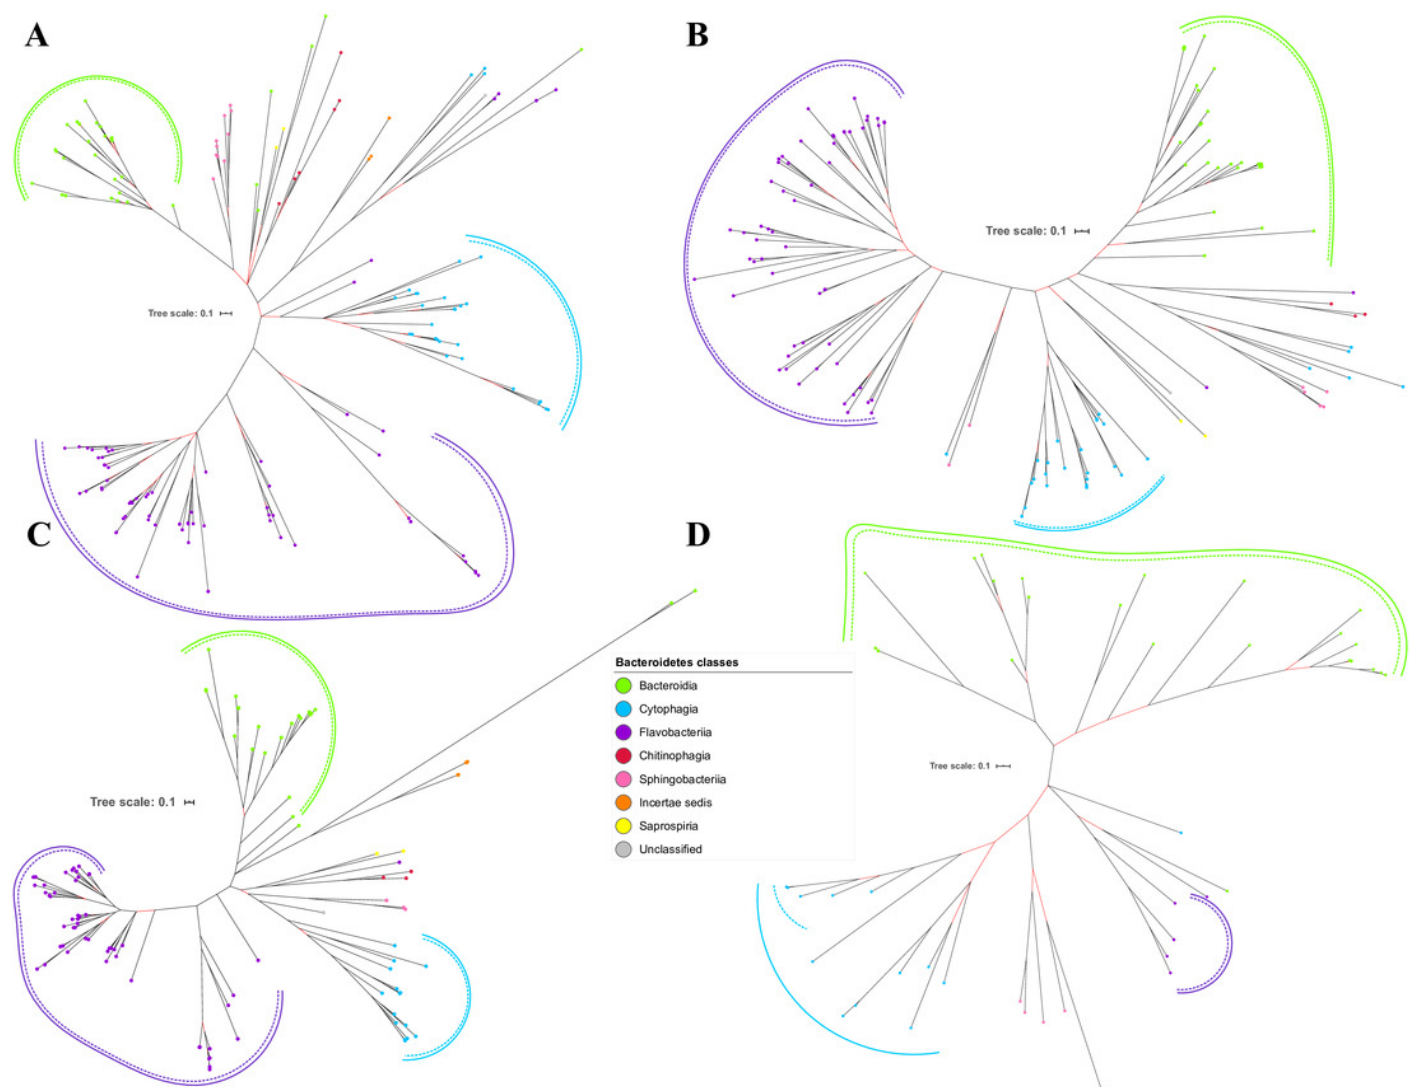 A
B
Tree scale: 0.1
Tree scale: 0.1
C
D
Bacteroidetes classes
Bacteroidia
Cytophagia
Flavobacteriia
Chitinophagia
Sphingobacteriia
Incertae sedis
Saprospiria
Unclassified
Tree scale: 0.1
Tree scale: 0.1